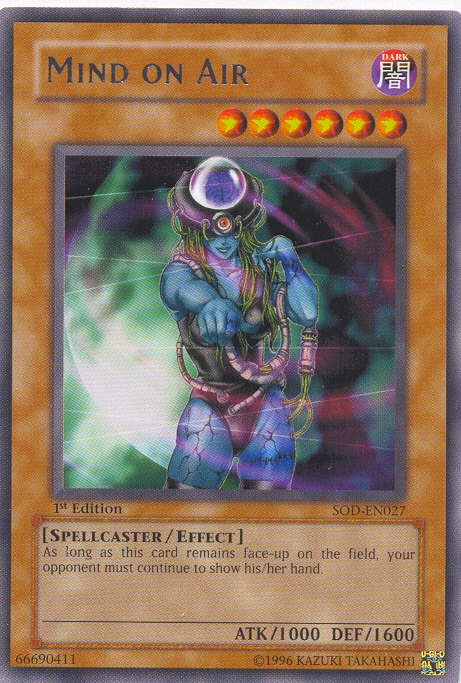 MIND ON AIR
DARK
闇
1st Edition
SOD-EN027
[SPELLCASTER/EFFECT]
As long as this card remains face-up on the field, your
opponent must continue to show his/her hand.
ATK/1000 DEF/1600
66690411
©1996 KAZUKI TAKAHASHI